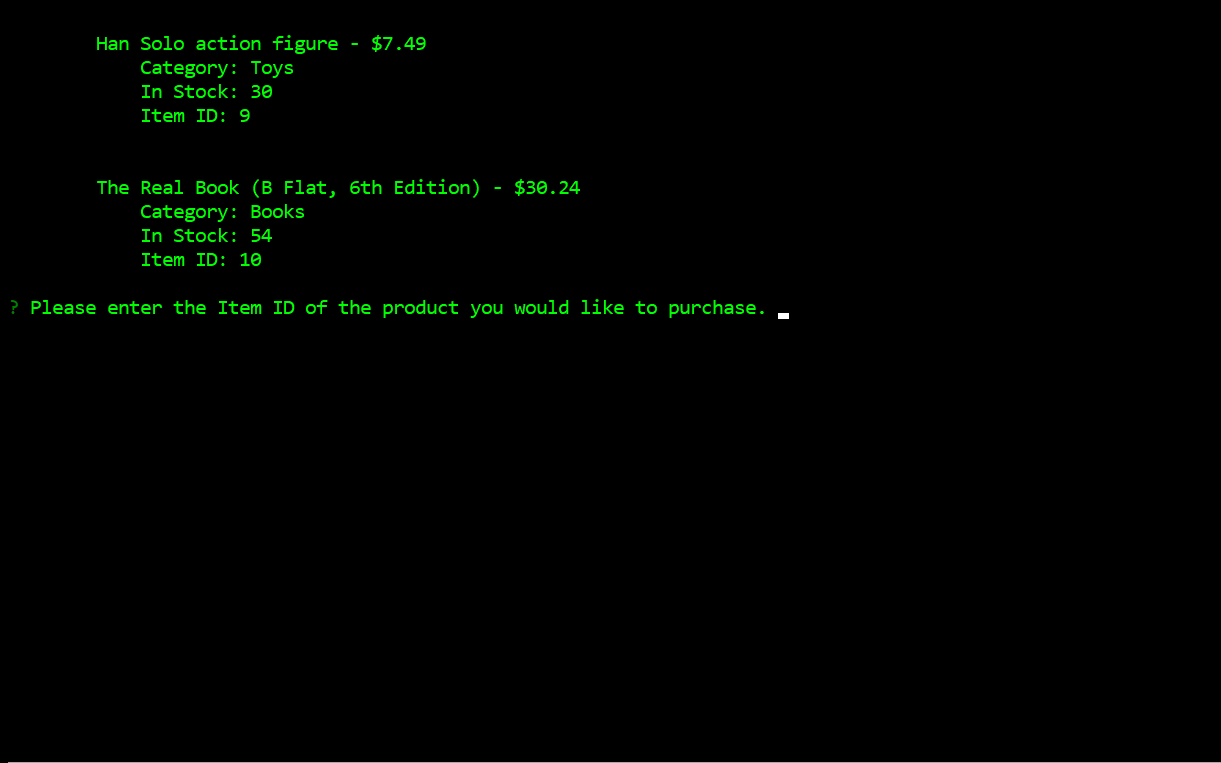 Han Solo action figure - $7.49
Category: Toys
In Stock: 30
Item ID: 9
The Real Book (B Flat, 6th Edition) - $30.24
Category: Books
In Stock: 54
Item ID: 10
? Please enter the Item ID of the product you would like to purchase.